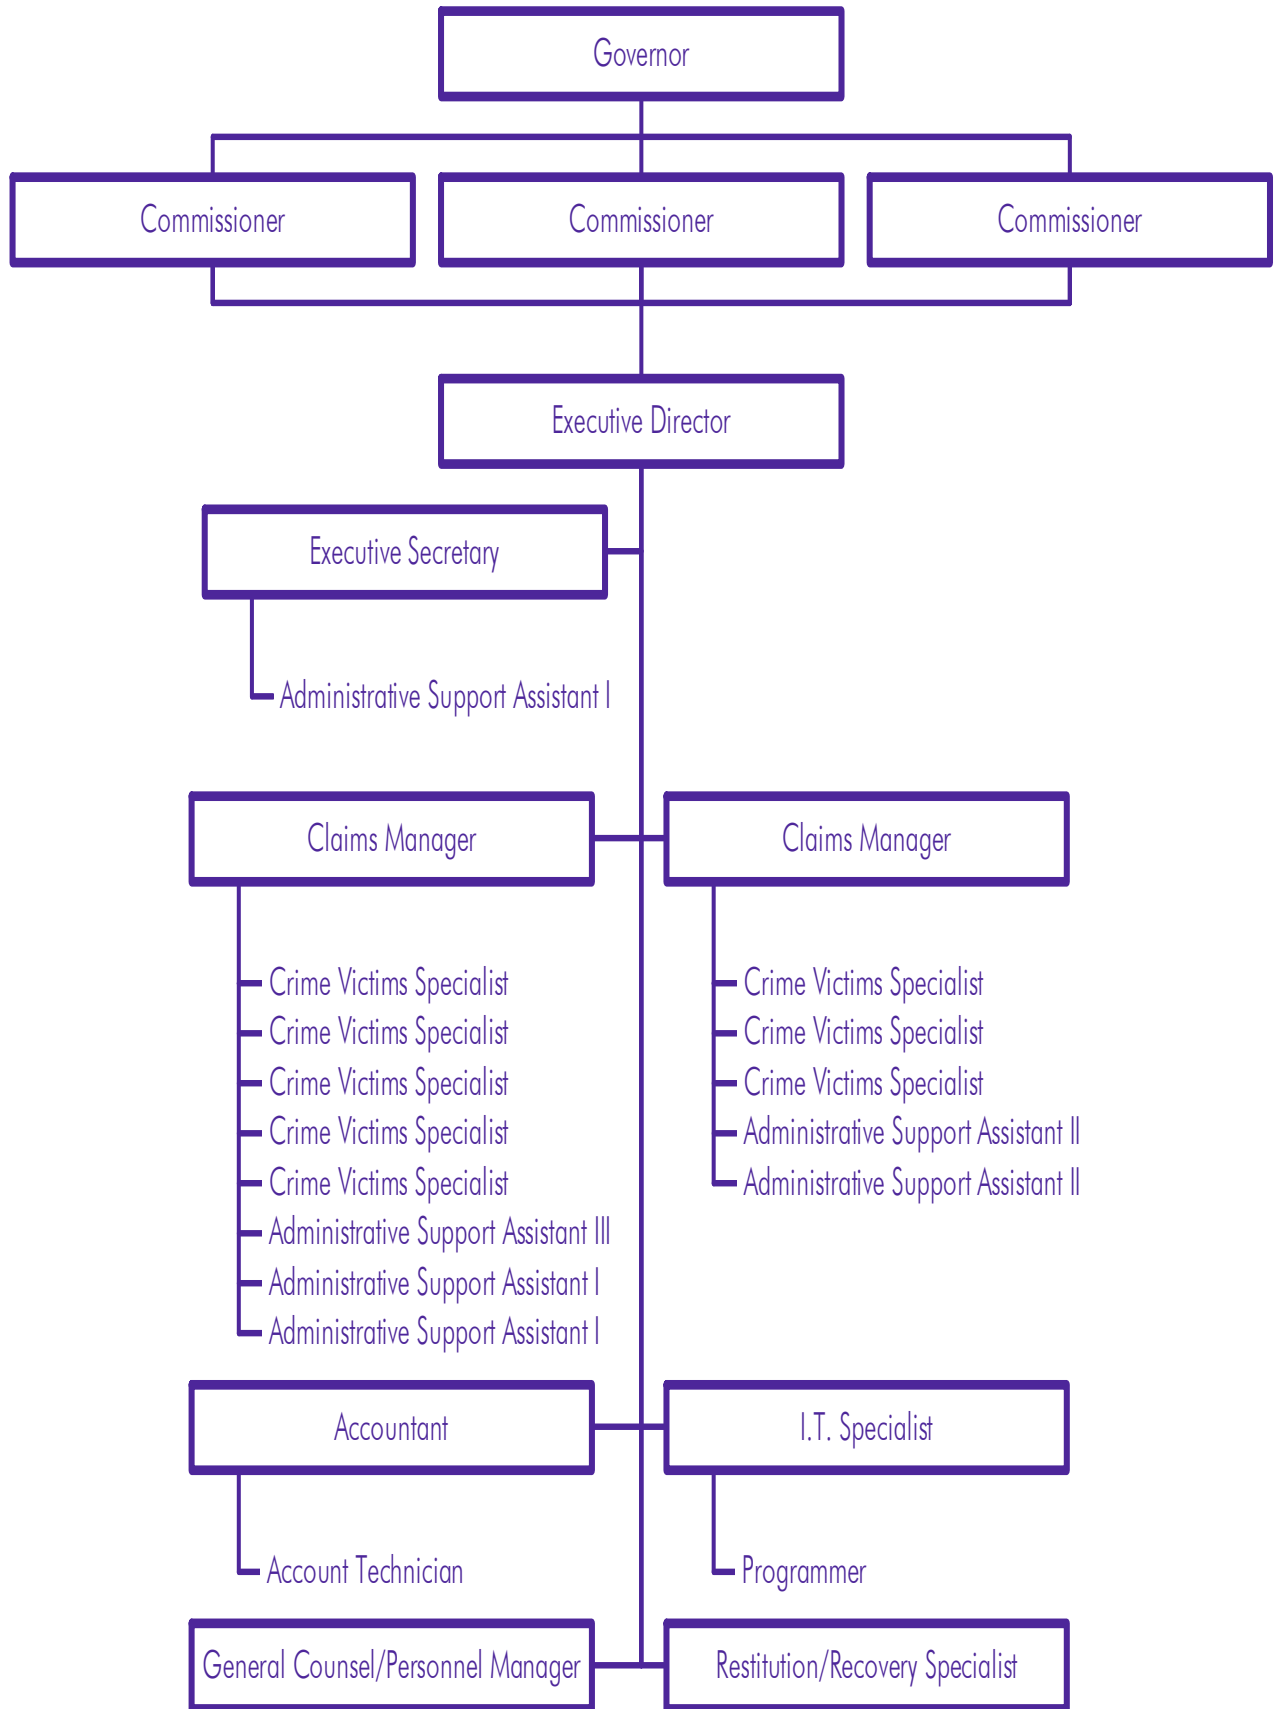 Governor
Commissioner
Commissioner
Commissioner
Executive Director
Executive Secretary
Administrative Support Assistant I
Claims Manager
Crime Victims Specialist
Crime Victims Specialist
Crime Victims Specialist
Crime Victims Specialist
Crime Victims Specialist
Administrative Support Assistant III
Administrative Support Assistant I
Administrative Support Assistant I
Claims Manager
Crime Victims Specialist
Crime Victims Specialist
Crime Victims Specialist
Administrative Support Assistant II
Administrative Support Assistant II
Accountant
Account Technician
I.T. Specialist
Programmer
General Counsel/Personnel Manager
Restitution/Recovery Specialist